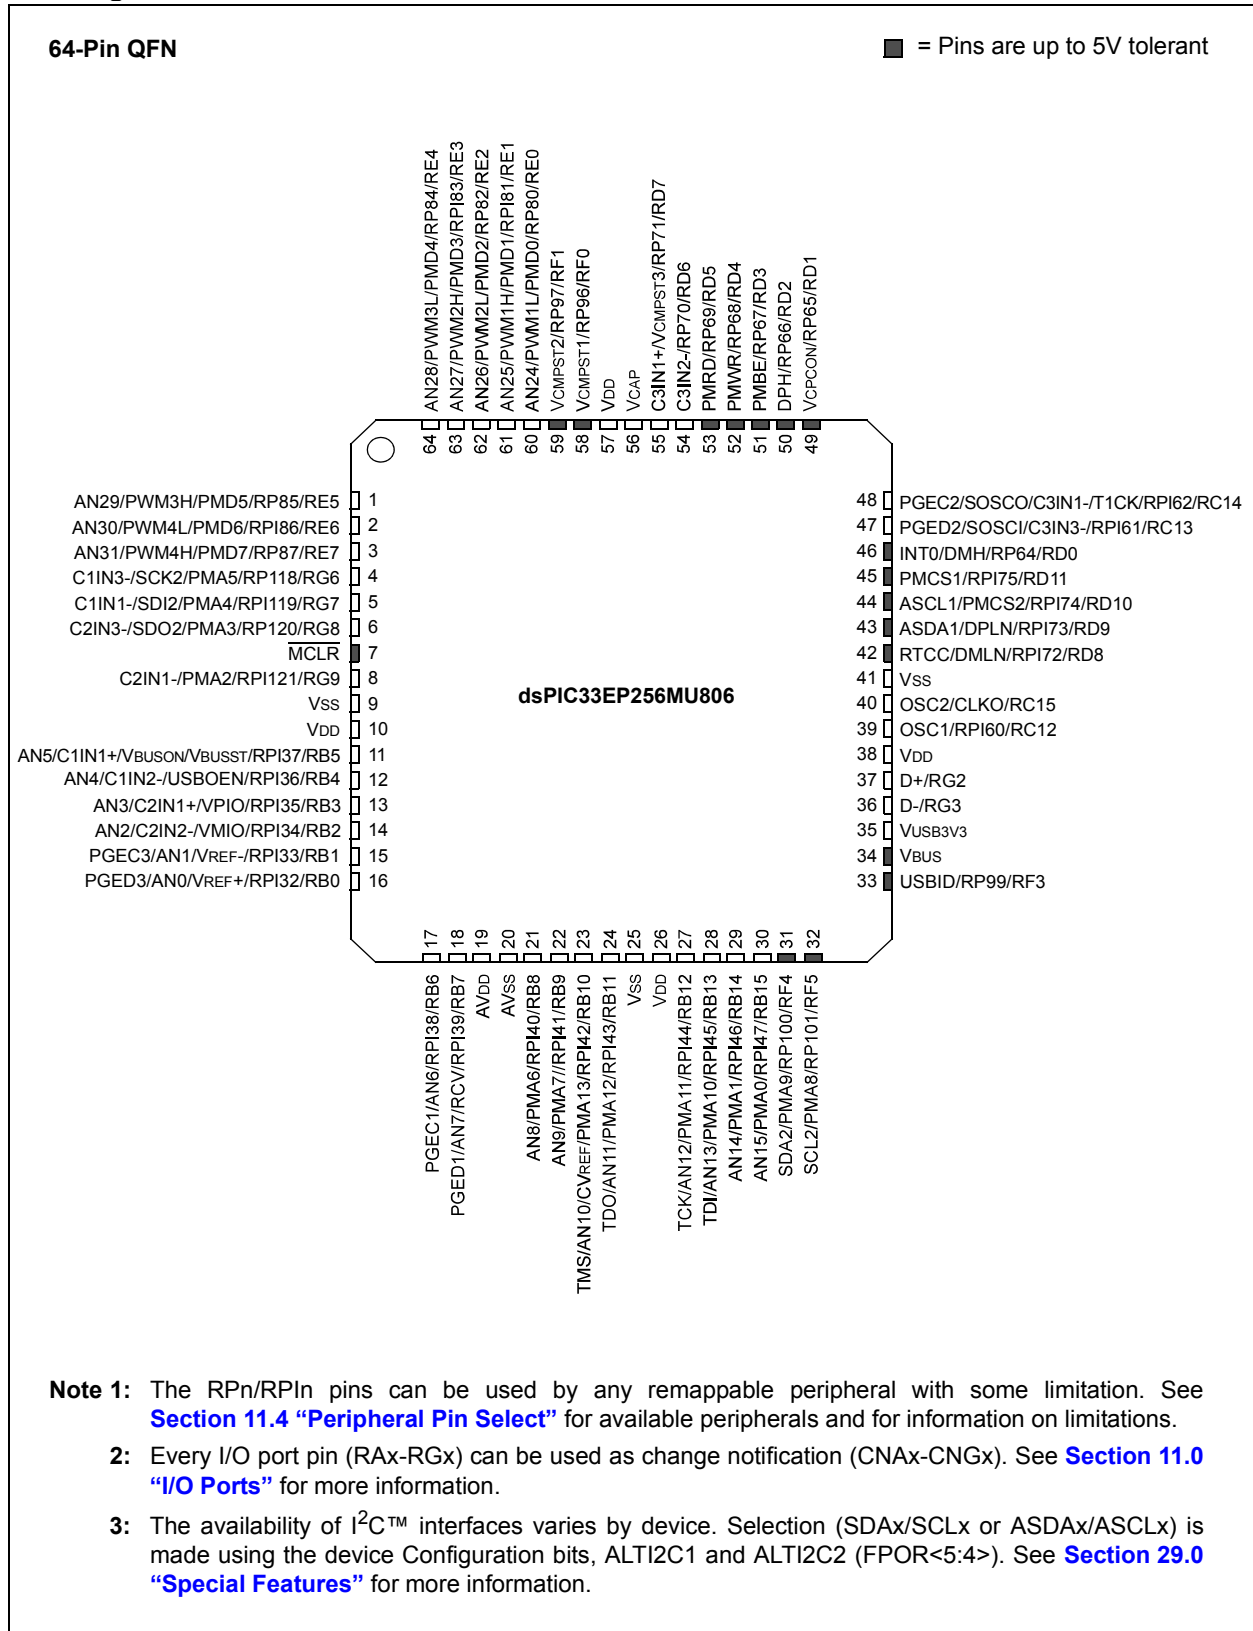 64-Pin QFN
= Pins are up to 5V tolerant
AN28/PWM3L/PMD4/RP84/RE4
AN27/PWM2H/PMD3/RPI83/RE3
AN26/PWM2L/PMD2/RP82/RE2
AN25/PWM1H/PMD1/RPI81/RE1
AN24/PWM1L/PMD0/RP80/RE0
VCMPST2/RP97/RF1
VCMPST1/RP96/RF0
VDD
VCAP
C3IN1+/VCMPST3/RP71/RD7
C3IN2-/RP70/RD6
PMRD/RP69/RD5
PMWR/RP68/RD4
PMBE/RP67/RD3
DPH/RP66/RD2
VCPCON/RP65/RD1
64 63 62 61 60 59 58 57 56 55 54 53 52 51 50 49
AN29/PWM3H/PMD5/RP85/RE5 1
AN30/PWM4L/PMD6/RPI86/RE6 2
AN31/PWM4H/PMD7/RP87/RE7 3
C1IN3-/SCK2/PMA5/RP118/RG6 4
C1IN1-/SDI2/PMA4/RPI119/RG7 5
C2IN3-/SDO2/PMA3/RP120/RG8 6
MCLR 7
C2IN1-/PMA2/RPI121/RG9 8
VSS 9
VDD 10
AN5/C1IN1+/VBUSON/VBUSST/RPI37/RB5 11
AN4/C1IN2-/USBOEN/RPI36/RB4 12
AN3/C2IN1+/VPIO/RPI35/RB3 13
AN2/C2IN2-/VMIO/RPI34/RB2 14
PGEC3/AN1/VREF-/RPI33/RB1 15
PGED3/AN0/VREF+/RPI32/RB0 16
dsPIC33EP256MU806
48 PGEC2/SOSCO/C3IN1-/T1CK/RPI62/RC14
47 PGED2/SOSCI/C3IN3-/RPI61/RC13
46 INT0/DMH/RP64/RD0
45 PMCS1/RPI75/RD11
44 ASCL1/PMCS2/RPI74/RD10
43 ASDA1/DPLN/RPI73/RD9
42 RTCC/DMLN/RPI72/RD8
41 VSS
40 OSC2/CLKO/RC15
39 OSC1/RPI60/RC12
38 VDD
37 D+/RG2
36 D-/RG3
35 VUSB3V3
34 VBUS
33 USBID/RP99/RF3
17 18 19 20 21 22 23 24 25 26 27 28 29 30 31 32
PGEC1/AN6/RPI38/RB6
PGED1/AN7/RCV/RPI39/RB7
AVDD
AVSS
AN8/PMA6/RPI40/RB8
AN9/PMA7//RPI41/RB9
TMS/AN10/CVREF/PMA13/RPI42/RB10
TDO/AN11/PMA12/RPI43/RB11
VSS
VDD
TCK/AN12/PMA11/RPI44/RB12
TDI/AN13/PMA10/RPI45/RB13
AN14/PMA1/RPI46/RB14
AN15/PMA0/RPI47/RB15
SDA2/PMA9/RP100/RF4
SCL2/PMA8/RP101/RF5
Note 1: The RPn/RPIn pins can be used by any remappable peripheral with some limitation. See
Section 11.4 “Peripheral Pin Select” for available peripherals and for information on limitations.
2: Every I/O port pin (RAx-RGx) can be used as change notification (CNAx-CNGx). See Section 11.0
“I/O Ports” for more information.
3: The availability of I2C™ interfaces varies by device. Selection (SDAx/SCLx or ASDAx/ASCLx) is
made using the device Configuration bits, ALTI2C1 and ALTI2C2 (FPOR<5:4>). See Section 29.0
“Special Features” for more information.